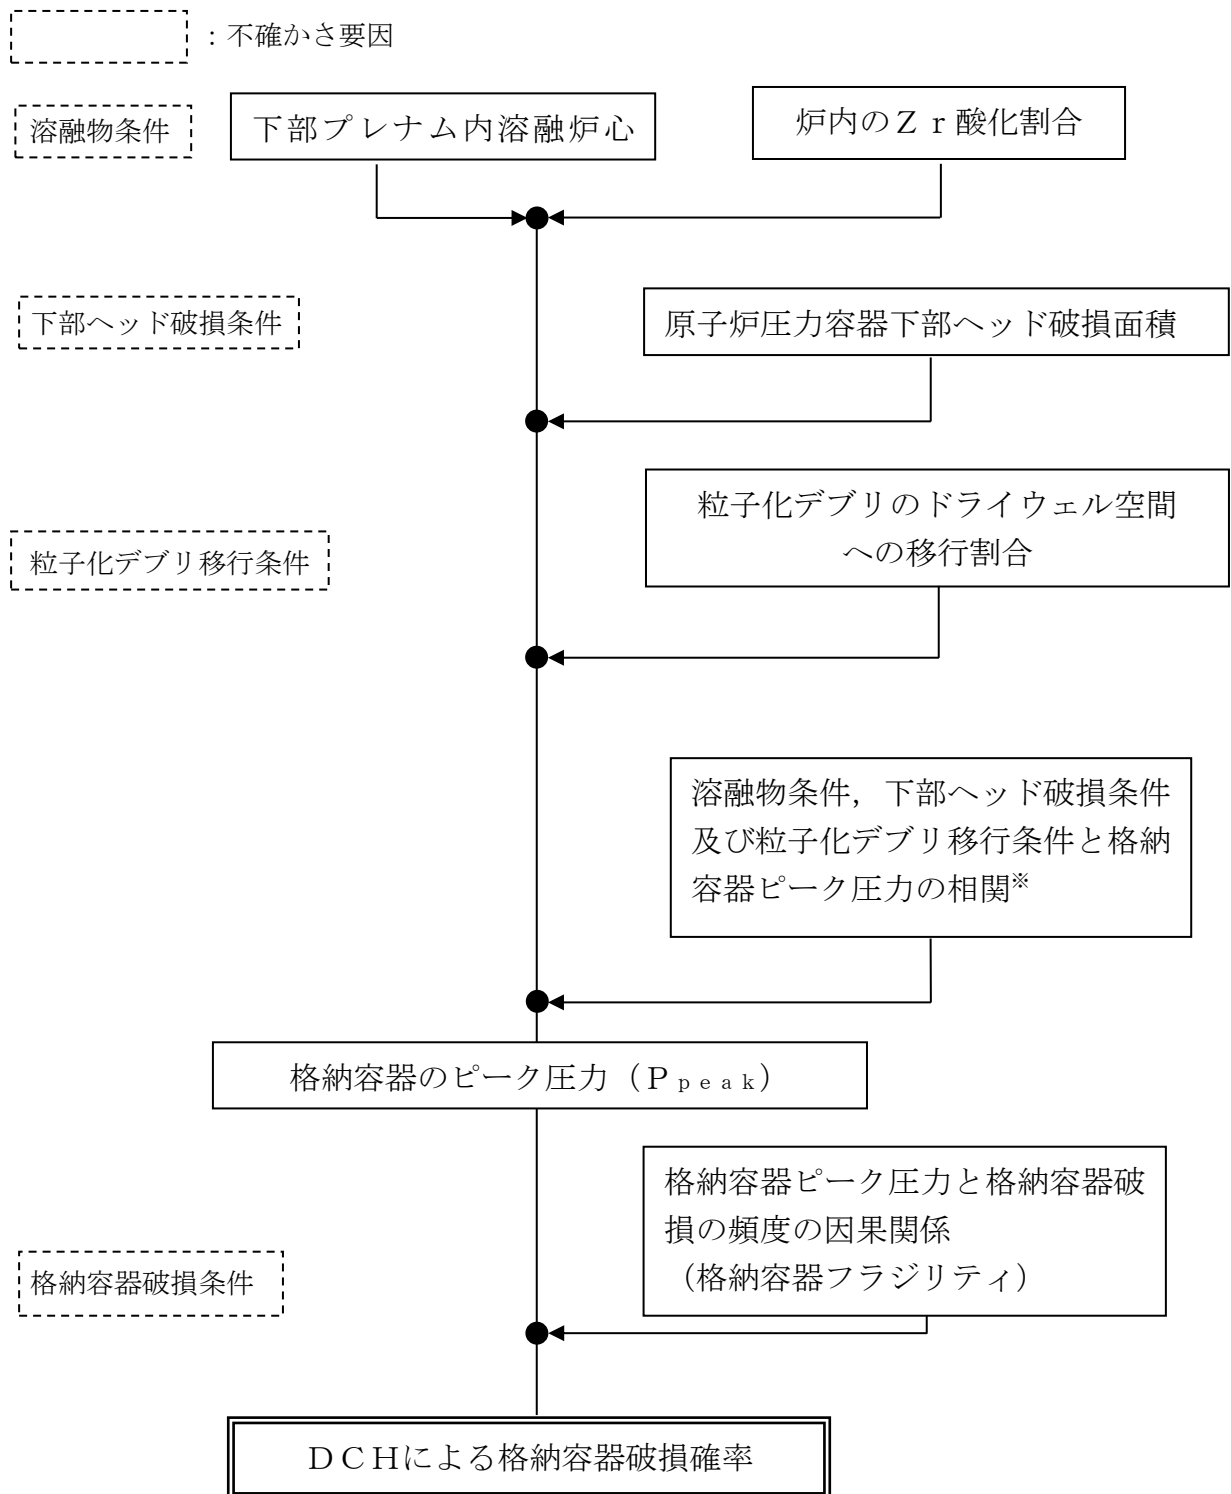 ：不確かさ要因
溶融物条件
下部プレナム内溶融炉心
炉内のＺｒ酸化割合
下部ヘッド破損条件
原子炉圧力容器下部ヘッド破損面積
粒子化デブリのドライウェル空間
への移行割合
粒子化デブリ移行条件
溶融物条件，下部ヘッド破損条件
及び粒子化デブリ移行条件と格納
容器ピーク圧力の相関※
格納容器のピーク圧力（Ｐｐｅａｋ）
格納容器ピーク圧力と格納容器破
損の頻度の因果関係
（格納容器フラジリティ）
格納容器破損条件
ＤＣＨによる格納容器破損確率